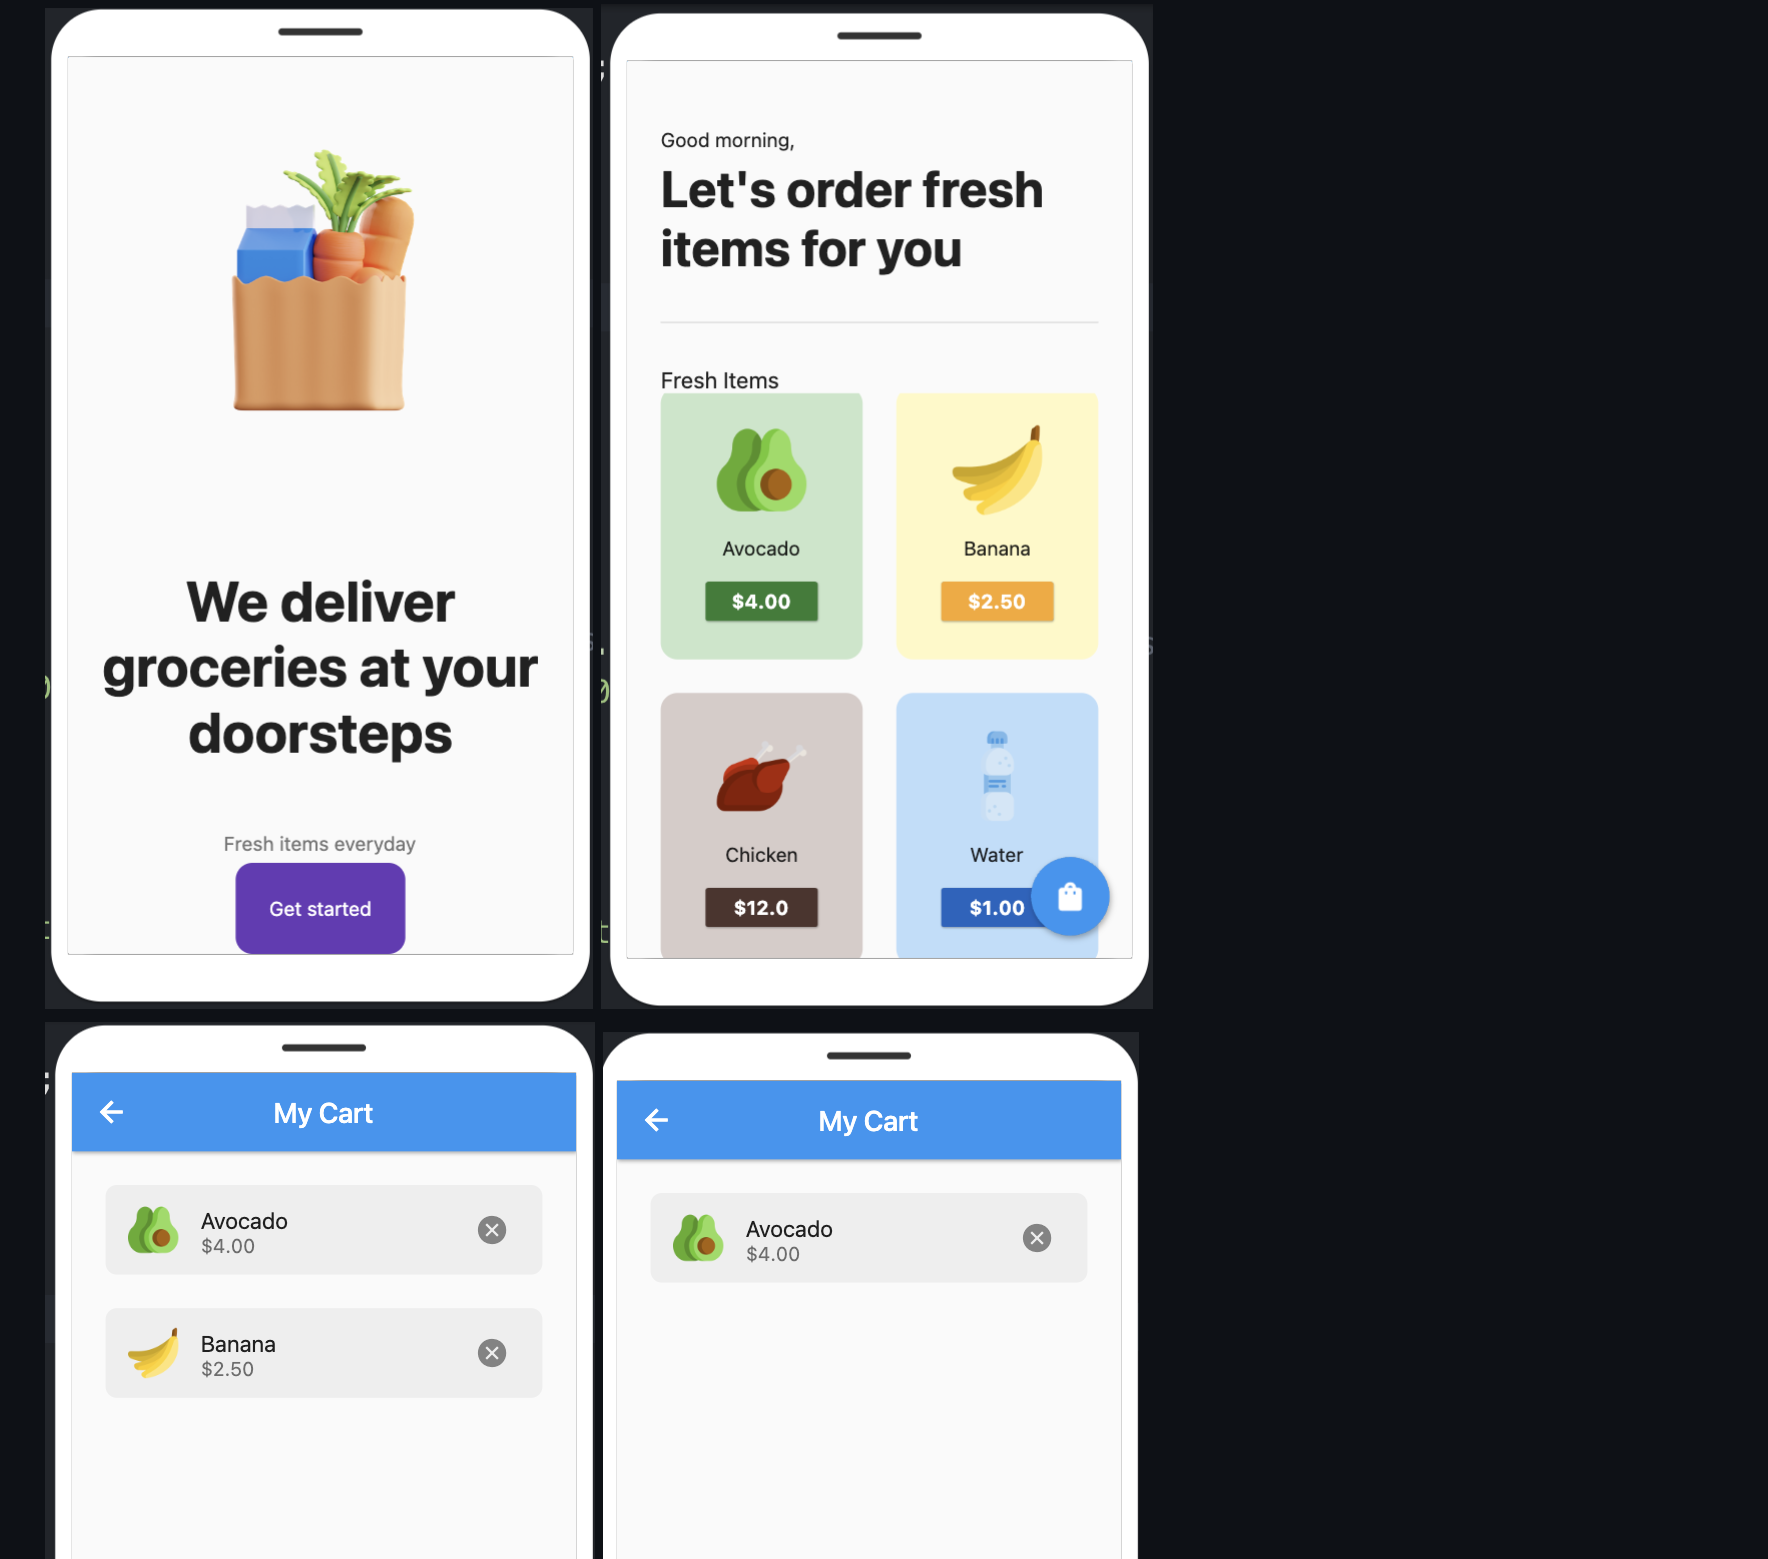 We deliver
groceries at your
doorsteps
Fresh items everyday
Get started
Good morning,
Let's order fresh
items for you
Fresh Items
Avocado
$4.00
Banana
$2.50
Chicken
$12.0
Water
$1.00
My Cart
Avocado
$4.00
Banana
$2.50
My Cart
Avocado
$4.00